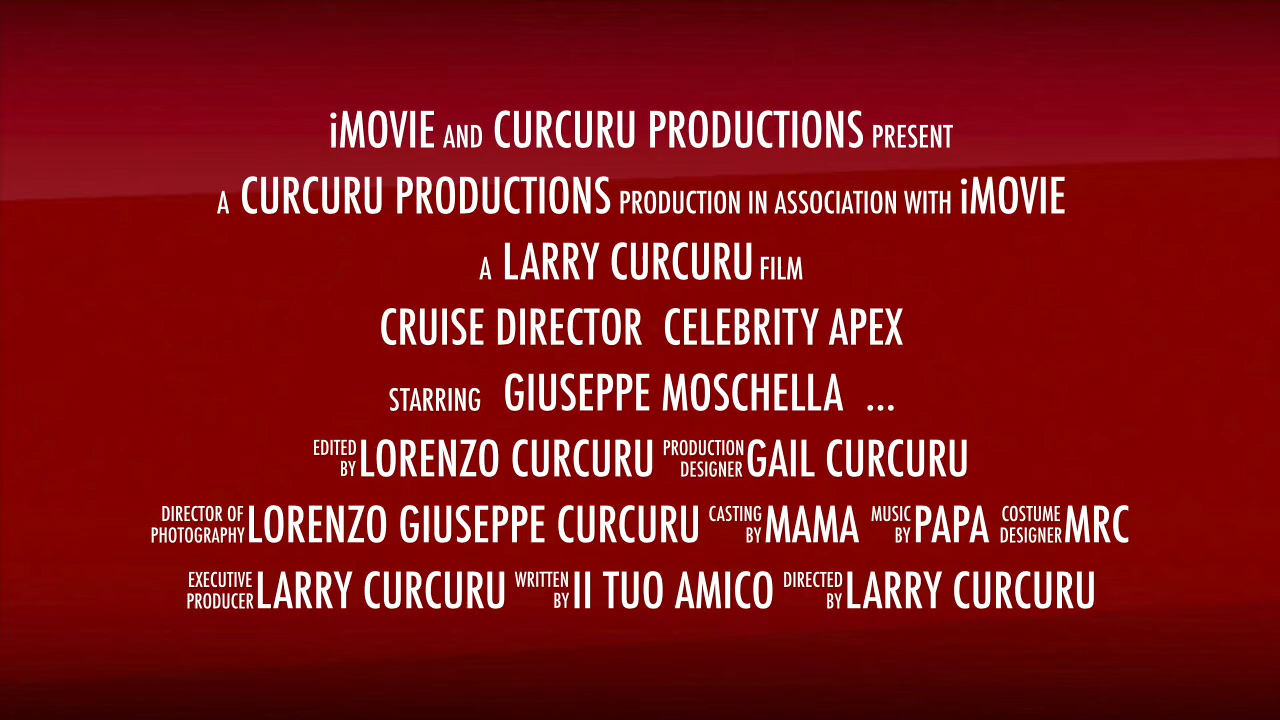 iMOVIE AND CURCURU PRODUCTIONS PRESENT
A CURCURU PRODUCTIONS PRODUCTION IN ASSOCIATION WITH iMOVIE
A LARRY CURCURU FILM
CRUISE DIRECTOR CELEBRITY APEX
STARRING GIUSEPPE MOSCHELLA ...
EDITED BY LORENZO CURCURU PRODUCTION DESIGNER GAIL CURCURU
DIRECTOR OF PHOTOGRAPHY LORENZO GIUSEPPE CURCURU CASTING BY MAMA MUSIC BY PAPA COSTUME DESIGNER MRC
EXECUTIVE PRODUCER LARRY CURCURU WRITTEN BY II TUO AMICO DIRECTED BY LARRY CURCURU